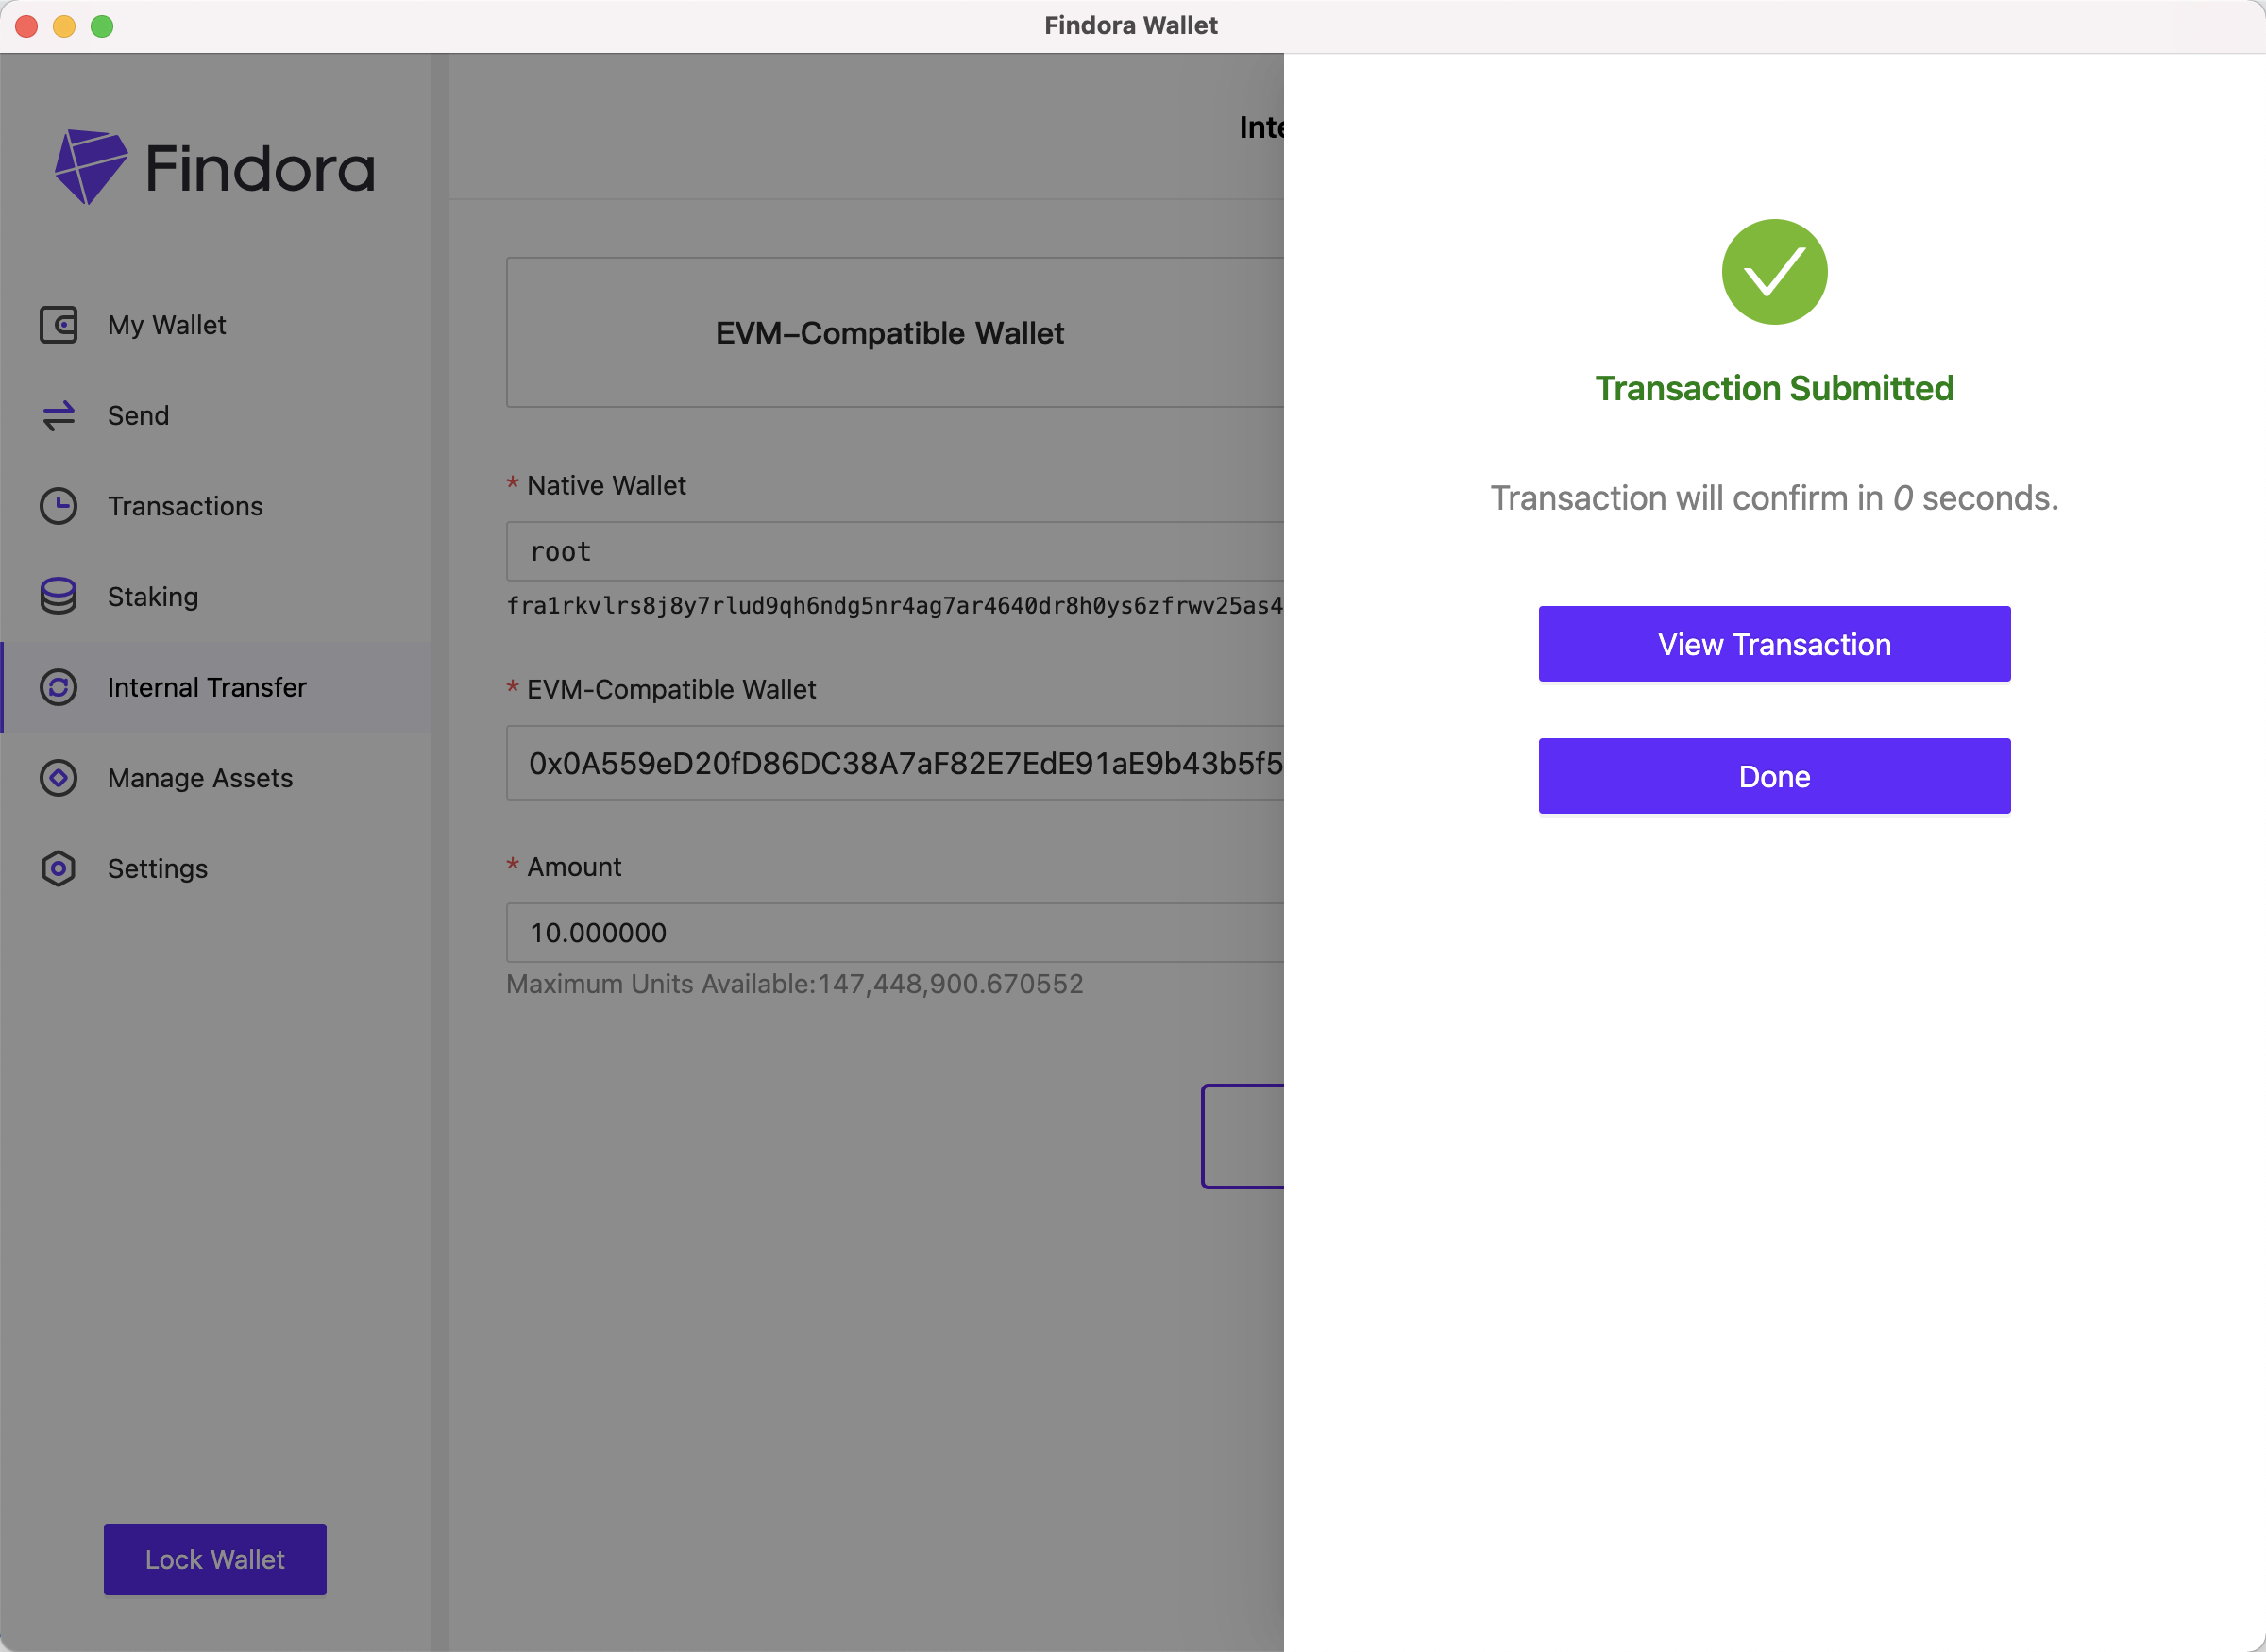 Findora Wallet
Findora
My Wallet
Send
Transactions
Staking
Internal Transfer
Manage Assets
Settings
Lock Wallet
Inte
EVM–Compatible Wallet
* Native Wallet
root
fra1rkvlrs8j8y7rlud9qh6ndg5nr4ag7ar4640dr8h0ys6zfrwv25as4
* EVM-Compatible Wallet
0x0A559eD20fD86DC38A7aF82E7EdE91aE9b43b5f5
* Amount
10.000000
Maximum Units Available:147,448,900.670552
Transaction Submitted
Transaction will confirm in 0 seconds.
View Transaction
Done